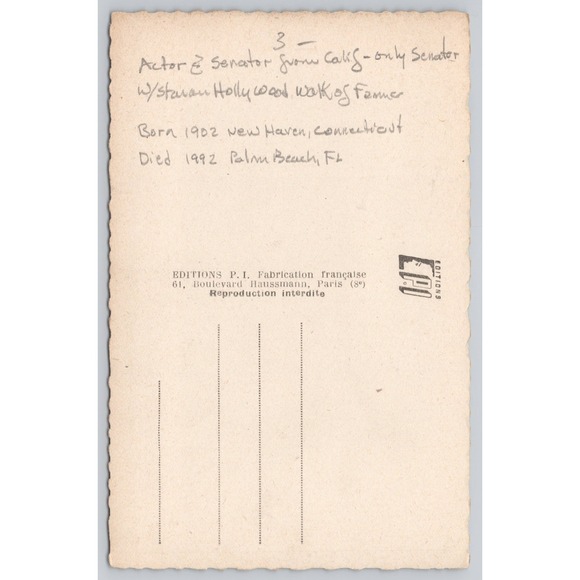 3 —
Actor & Senator from Calif - only Senator
w/star on Hollywood Walk of Fame
Born 1902 New Haven, Connecticut
Died 1992 Palm Beach, FL
EDITIONS P. I. Fabrication française
61, Boulevard Haussmann, Paris (8e)
Reproduction interdite
EDITIONS
PI